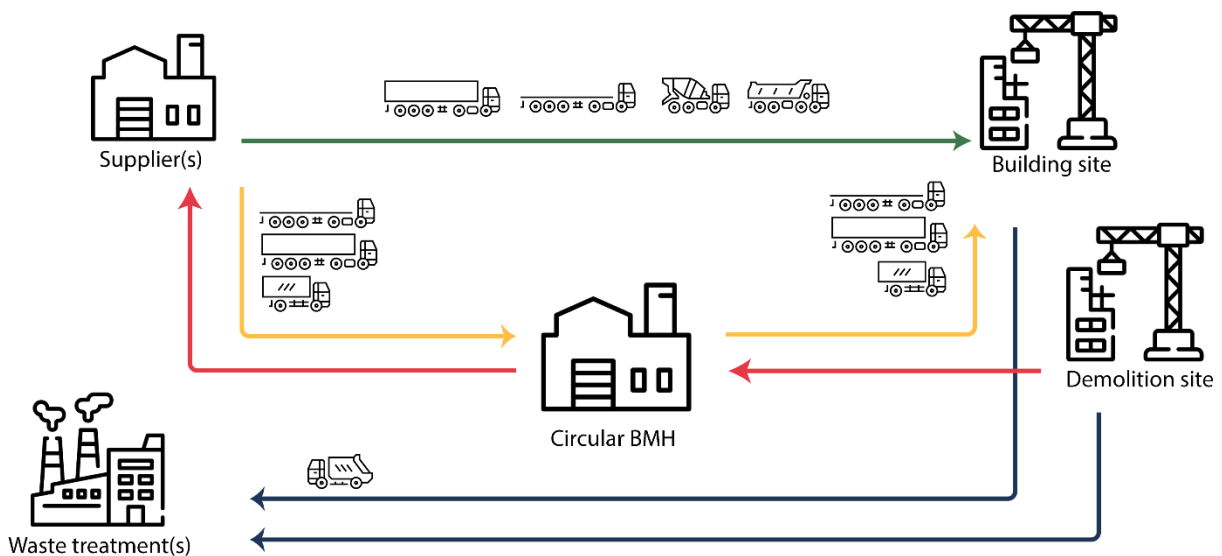 Supplier(s)
Building site
Demolition site
Circular BMH
Waste treatment(s)